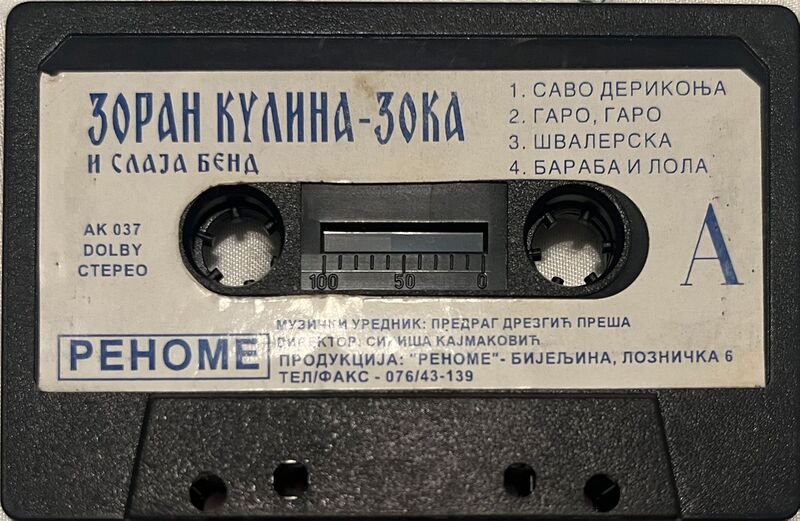 ЗОРАН КУЛИНА-ЗОКА
И СЛАЈА БЕНД
1. САВО ДЕРИКОЊА
2. ГАРО, ГАРО
3. ШВАЛЕРСКА
4. БАРАБА И ЛОЛА
АК 037
DOLBY
СТЕРЕО
А
100 50 0
РЕНОМЕ
МУЗИЧКИ УРЕДНИК: ПРЕДРАГ ДРЕЗГИЋ ПРЕША
ДИРЕКТОР: СИНИША КАЈМАКОВИЋ
ПРОДУКЦИЈА: "РЕНОМЕ"- БИЈЕЉИНА, ЛОЗНИЧКА 6
ТЕЛ/ФАКС - 076/43-139